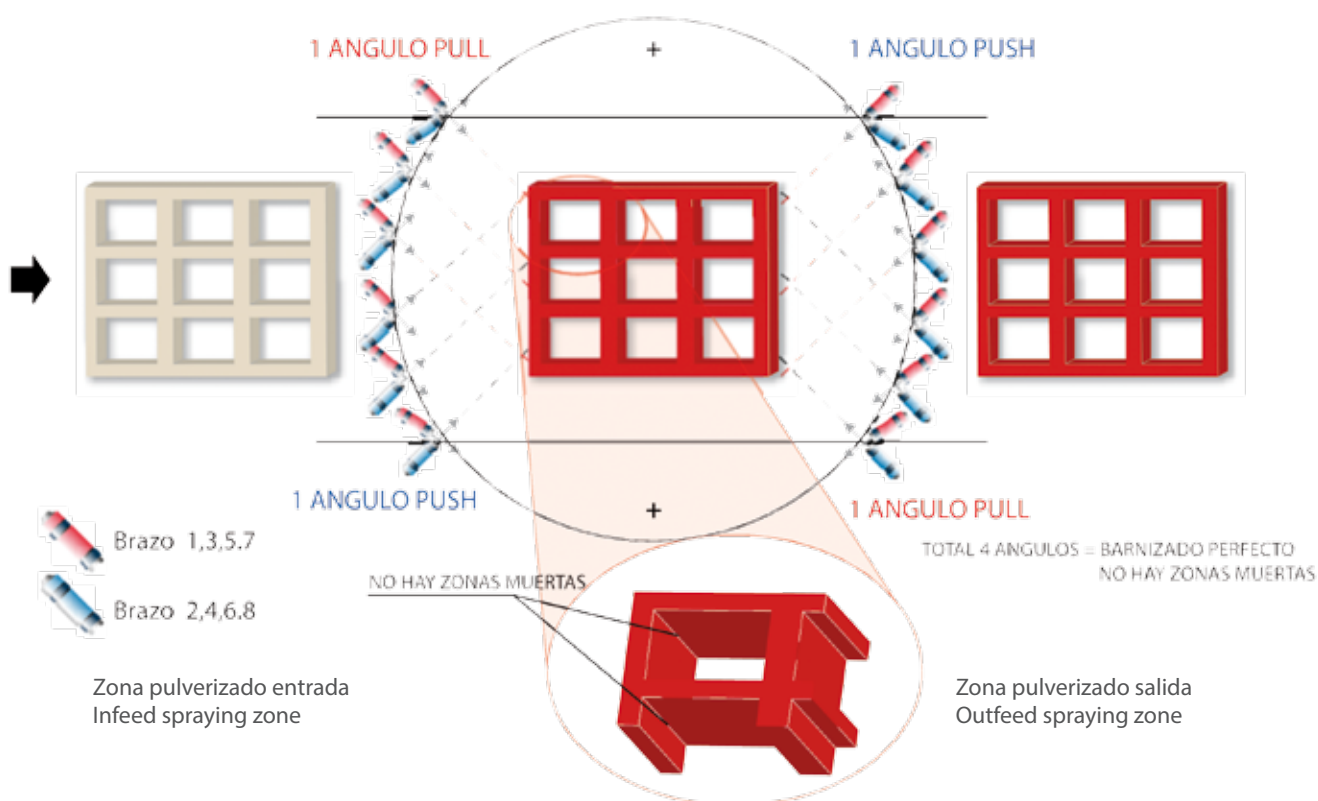 1 ANGULO PULL
1 ANGULO PUSH
1 ANGULO PUSH
1 ANGULO PULL
Brazo 1,3,5.7
Brazo 2,4,6,8
TOTAL 4 ANGULOS = BARNIZADO PERFECTO
NO HAY ZONAS MUERTAS
NO HAY ZONAS MUERTAS
Zona pulverizado entrada
Infeed spraying zone
Zona pulverizado salida
Outfeed spraying zone